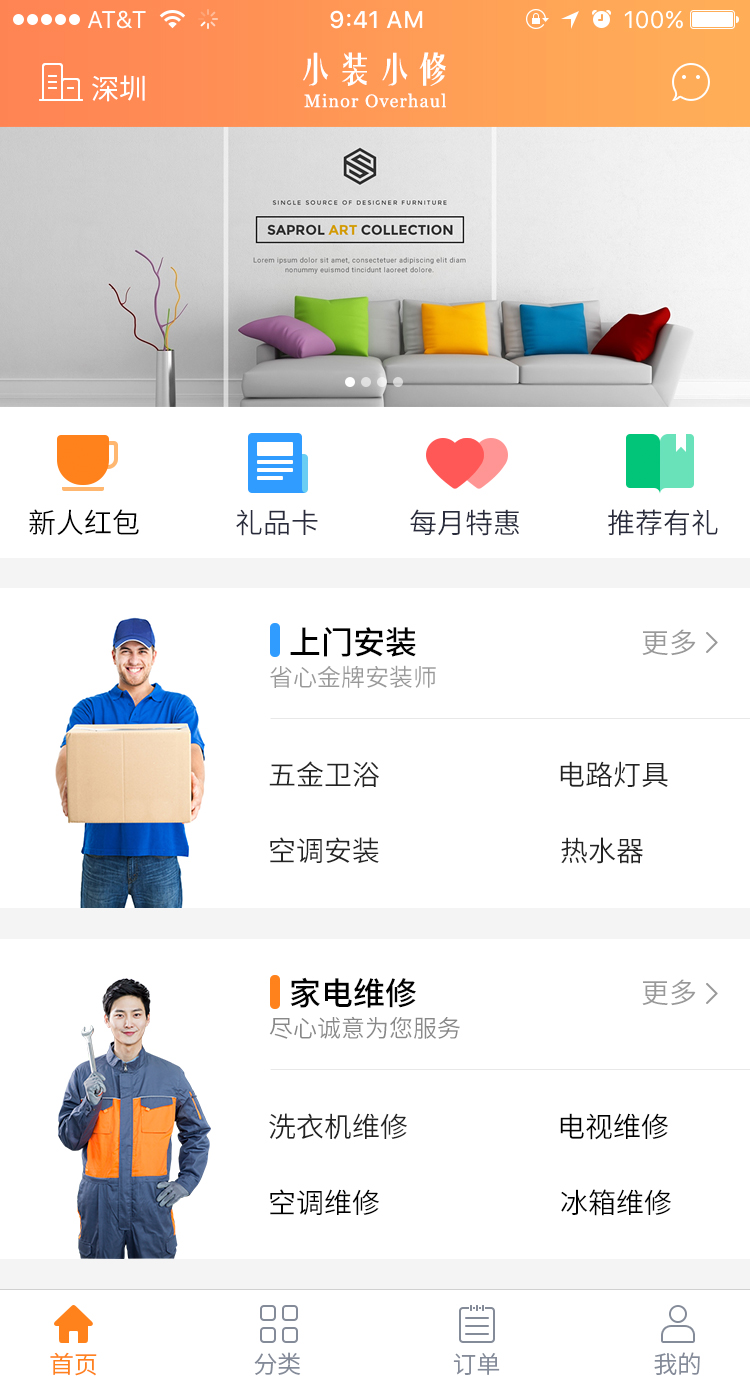 AT&T 9:41 AM 100%
深圳
小装小修
Minor Overhaul
SINGLE SOURCE OF DESIGNER FURNITURE
SAPROL ART COLLECTION
Lorem ipsum dolor sit amet, consectetuer adipiscing elit diam
nonummy euismod tincidunt laoreet dolore.
新人红包 礼品卡 每月特惠 推荐有礼
上门安装 更多
省心金牌安装师
五金卫浴 电路灯具
空调安装 热水器
家电维修 更多
尽心诚意为您服务
洗衣机维修 电视维修
空调维修 冰箱维修
首页 分类 订单 我的